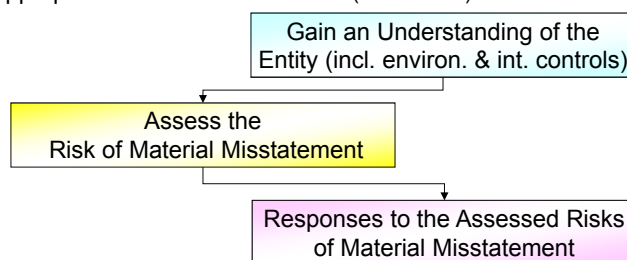 Gain an Understanding of the
Entity (incl. environ. & int. controls)
Assess the
Risk of Material Misstatement
Responses to the Assessed Risks
of Material Misstatement